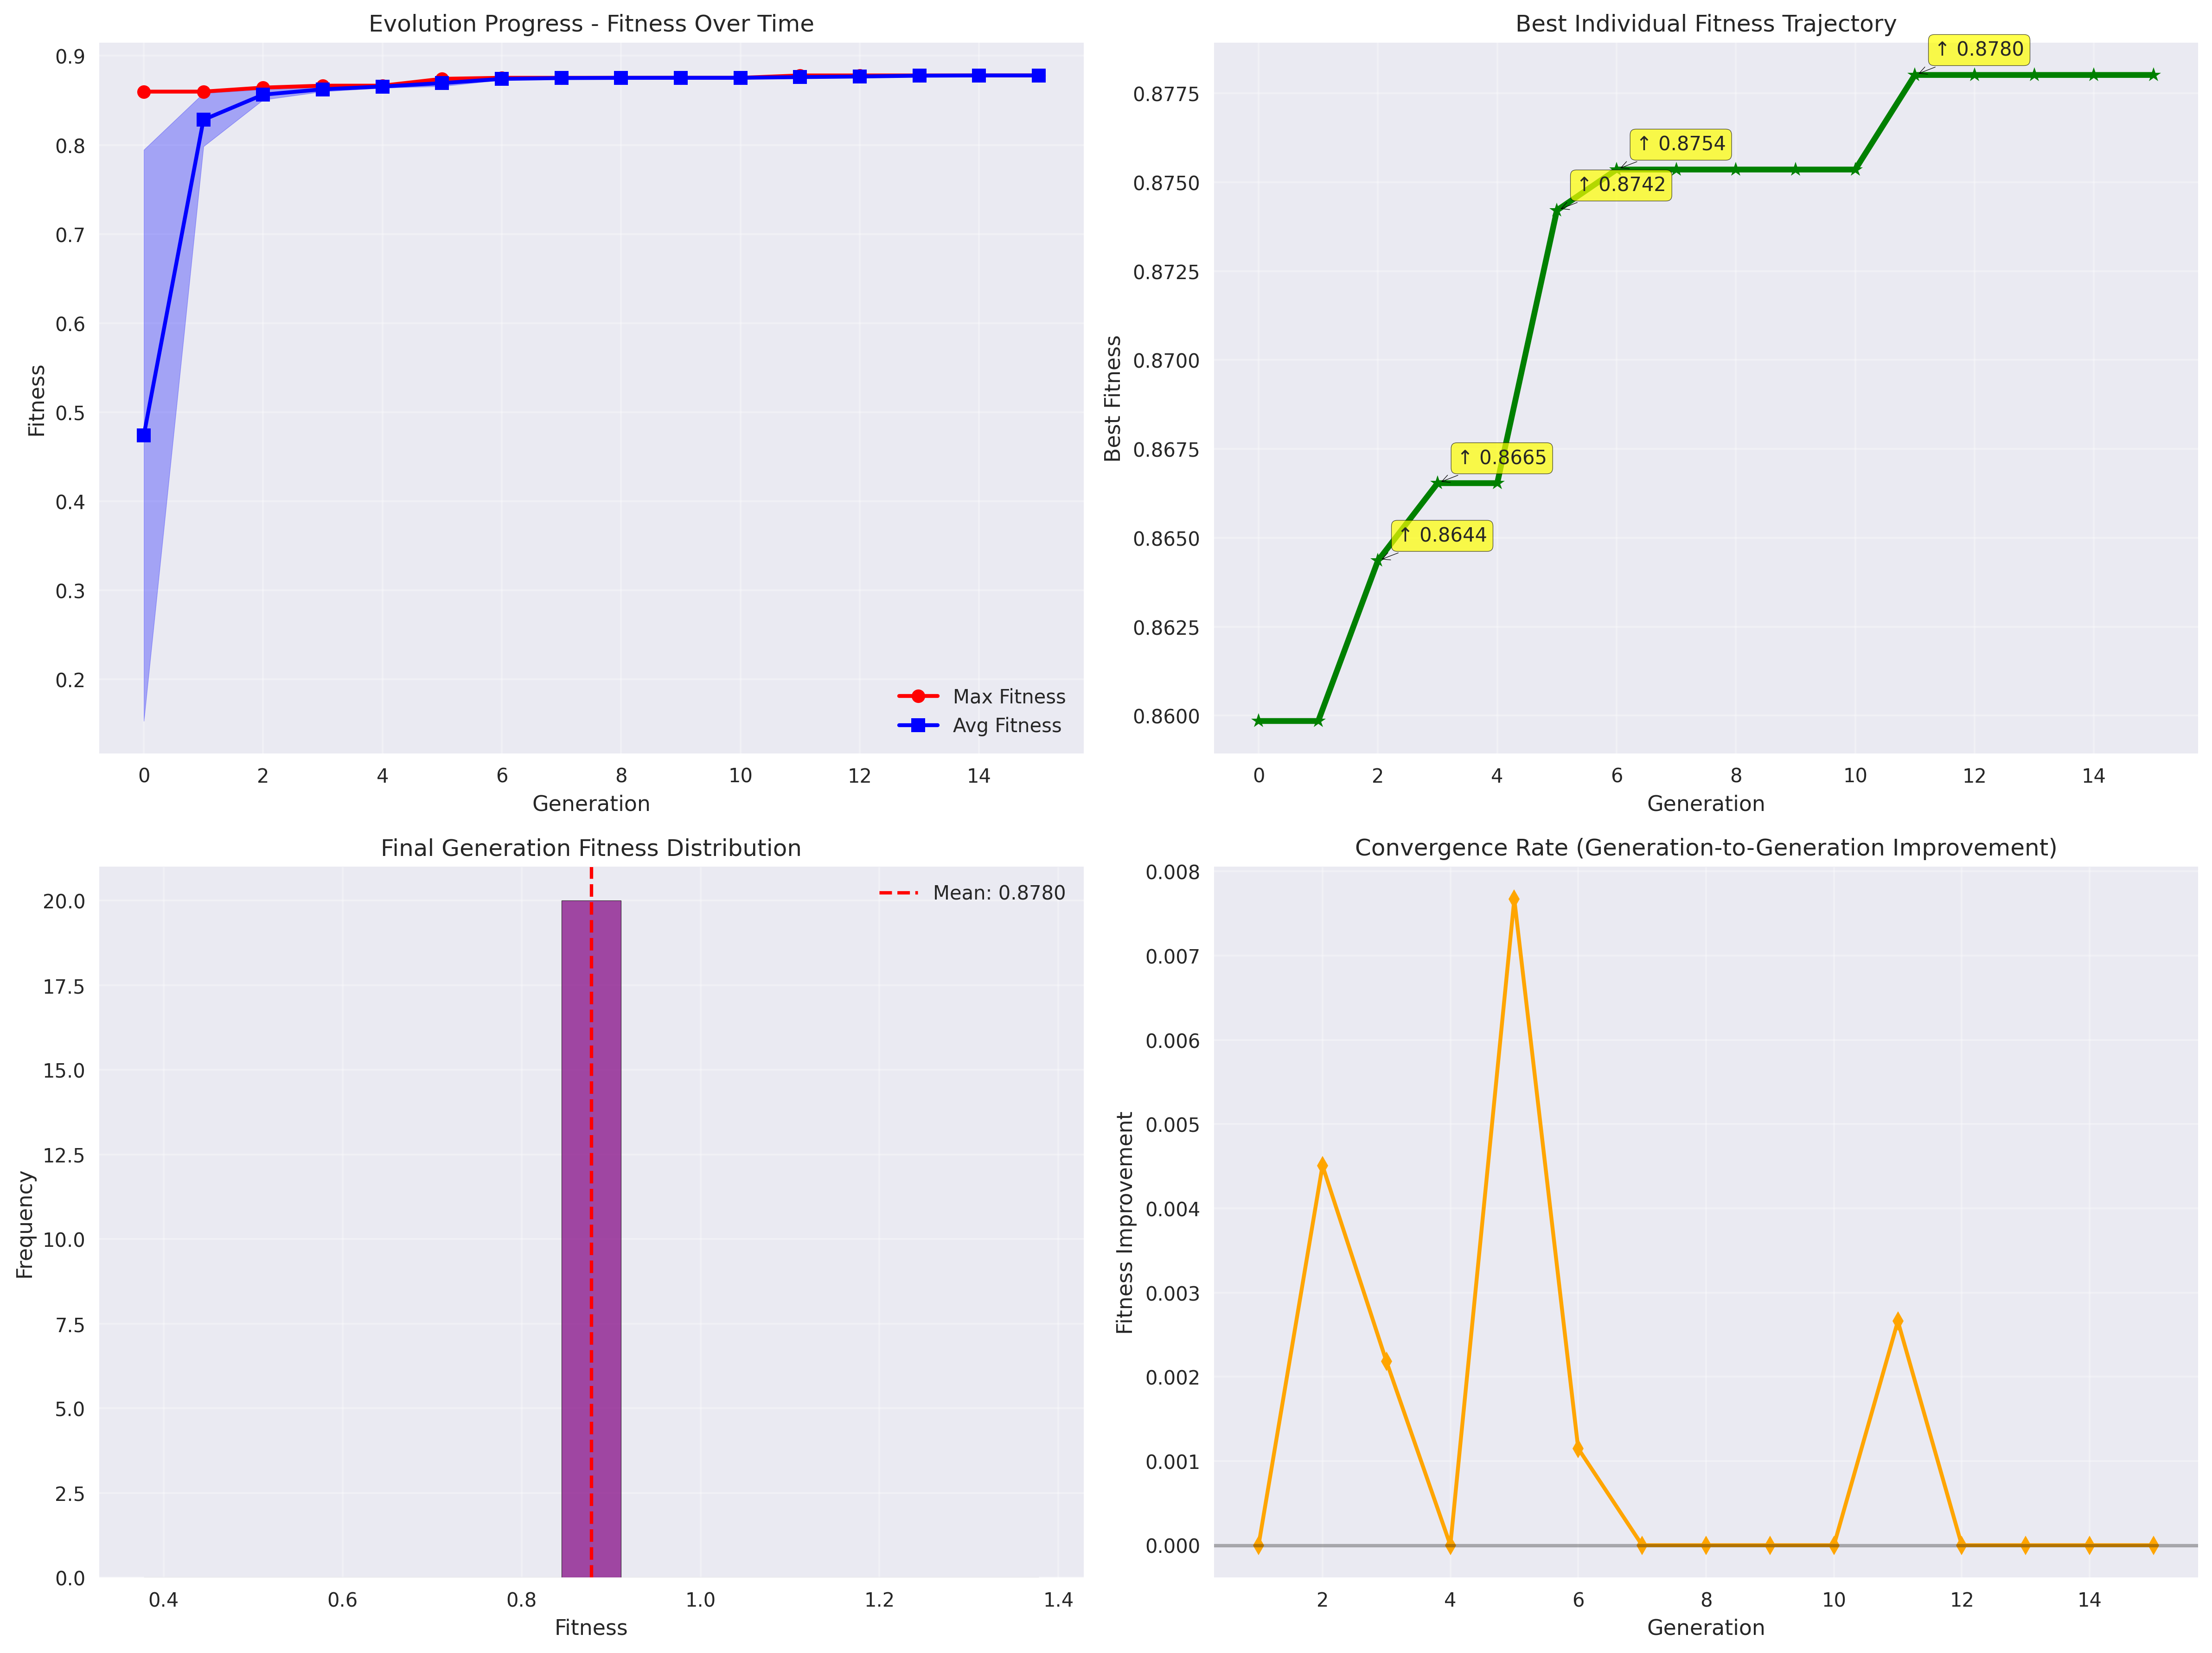 Evolution Progress - Fitness Over Time
Fitness
0.9
0.8
0.7
0.6
0.5
0.4
0.3
0.2
Max Fitness
Avg Fitness
0 2 4 6 8 10 12 14
Generation
Best Individual Fitness Trajectory
Best Fitness
0.8775
0.8750
0.8725
0.8700
0.8675
0.8650
0.8625
0.8600
↑ 0.8780
↑ 0.8754
↑ 0.8742
↑ 0.8665
↑ 0.8644
0 2 4 6 8 10 12 14
Generation
Final Generation Fitness Distribution
Frequency
20.0
17.5
15.0
12.5
10.0
7.5
5.0
2.5
0.0
Mean: 0.8780
0.4 0.6 0.8 1.0 1.2 1.4
Fitness
Convergence Rate (Generation-to-Generation Improvement)
Fitness Improvement
0.008
0.007
0.006
0.005
0.004
0.003
0.002
0.001
0.000
2 4 6 8 10 12 14
Generation